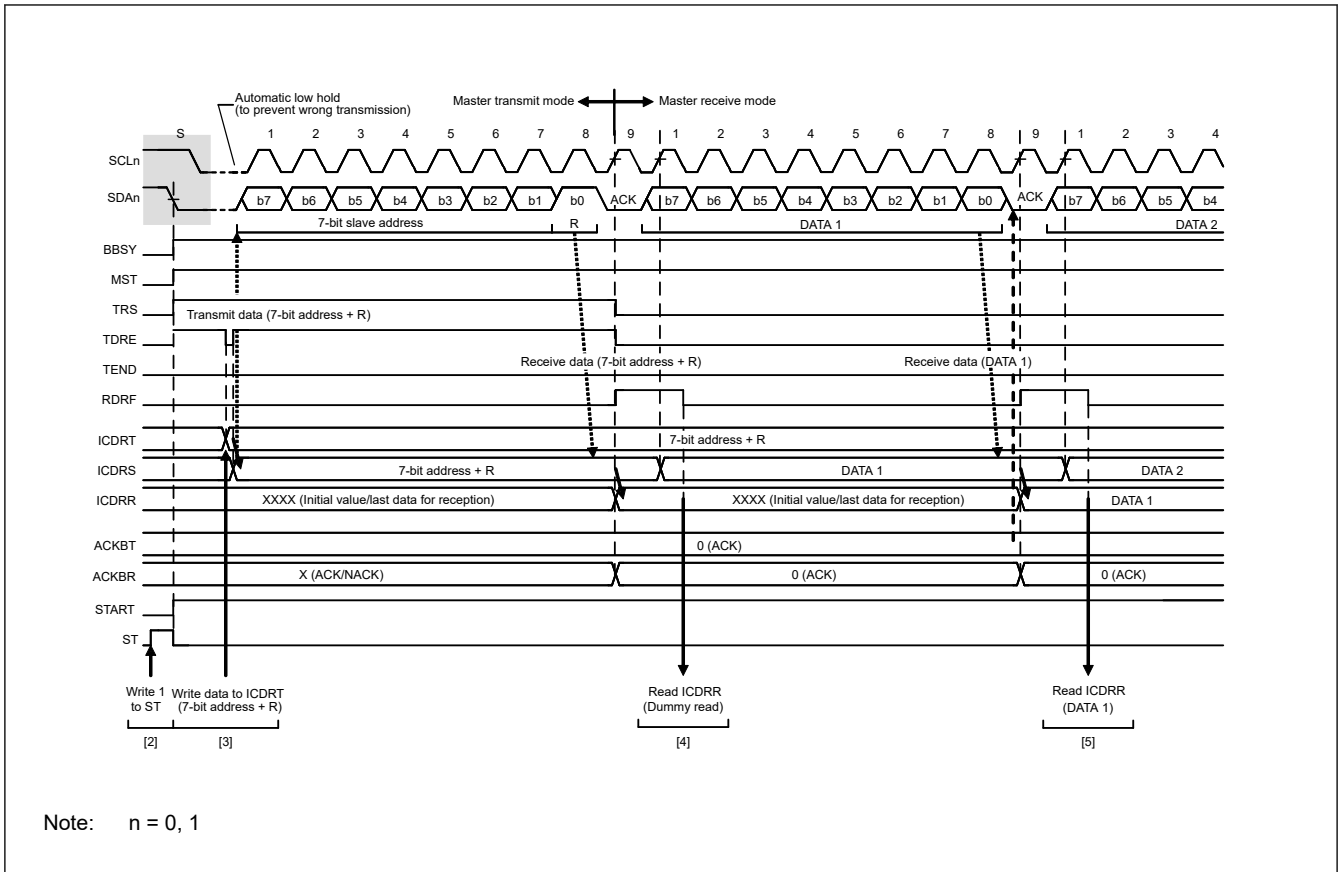 Automatic low hold
(to prevent wrong transmission)
Master transmit mode
Master receive mode
S 1 2 3 4 5 6 7 8 9 1 2 3 4 5 6 7 8 9 1 2 3 4
SCLn
SDAn b7 b6 b5 b4 b3 b2 b1 b0 ACK b7 b6 b5 b4 b3 b2 b1 b0 ACK b7 b6 b5 b4
7-bit slave address R DATA 1 DATA 2
BBSY
MST
TRS
Transmit data (7-bit address + R)
TDRE
Receive data (7-bit address + R) Receive data (DATA 1)
TEND
RDRF
ICDRT 7-bit address + R
ICDRS 7-bit address + R DATA 1 DATA 2
ICDRR XXXX (Initial value/last data for reception) XXXX (Initial value/last data for reception) DATA 1
ACKBT 0 (ACK)
ACKBR X (ACK/NACK) 0 (ACK) 0 (ACK)
START
ST
Write 1
to ST
Write data to ICDRT
(7-bit address + R)
Read ICDRR
(Dummy read)
Read ICDRR
(DATA 1)
[2] [3] [4] [5]
Note: n = 0, 1